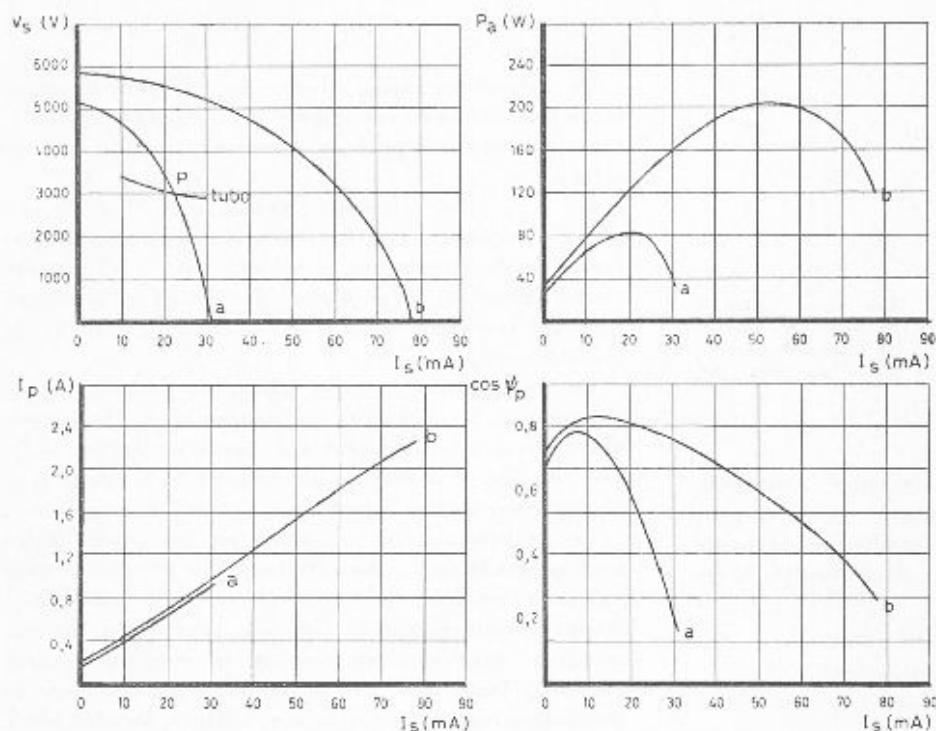 V_s (V)
6000
5000
4000
3000
2000
1000
0
P
tubo
a
b
0 10 20 30 40 50 60 70 80 90
I_s (mA)
P_a (W)
240
200
160
120
80
40
a
b
0 10 20 30 40 50 60 70 80 90
I_s (mA)
I_p (A)
2,4
2,0
1,6
1,2
0,8
0,4
a
b
0 10 20 30 40 50 60 70 80 90
I_s (mA)
cos ψ_p
0,8
0,6
0,4
0,2
a
b
0 10 20 30 40 50 60 70 80 90
I_s (mA)